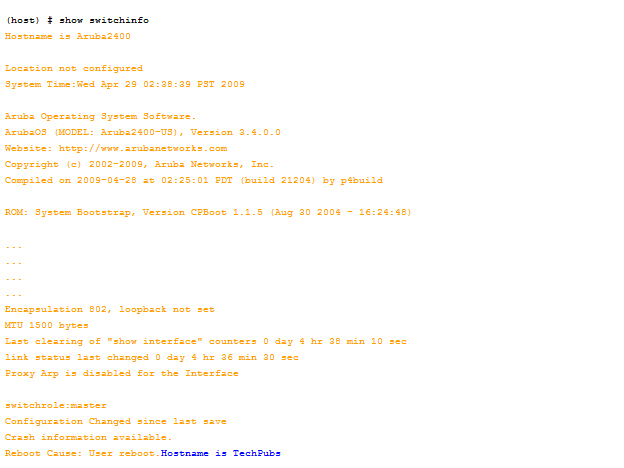 (host) # show switchinfo
Hostname is Aruba2400
Location not configured
System Time:Wed Apr 29 02:38:39 PST 2009
Aruba Operating System Software.
ArubaOS (MODEL: Aruba2400-US), Version 3.4.0.0
Website: http://www.arubanetworks.com
Copyright (c) 2002-2009, Aruba Networks, Inc.
Compiled on 2009-04-28 at 02:25:01 PDT (build 21204) by p4build
ROM: System Bootstrap, Version CPBoot 1.1.5 (Aug 30 2004 - 16:24:48)
...
...
...
...
Encapsulation 802, loopback not set
MTU 1500 bytes
Last clearing of "show interface" counters 0 day 4 hr 38 min 10 sec
link status last changed 0 day 4 hr 36 min 30 sec
Proxy Arp is disabled for the Interface
switchrole:master
Configuration Changed since last save
Crash information available.
Reboot Cause: User reboot.Hostname is TechPubs